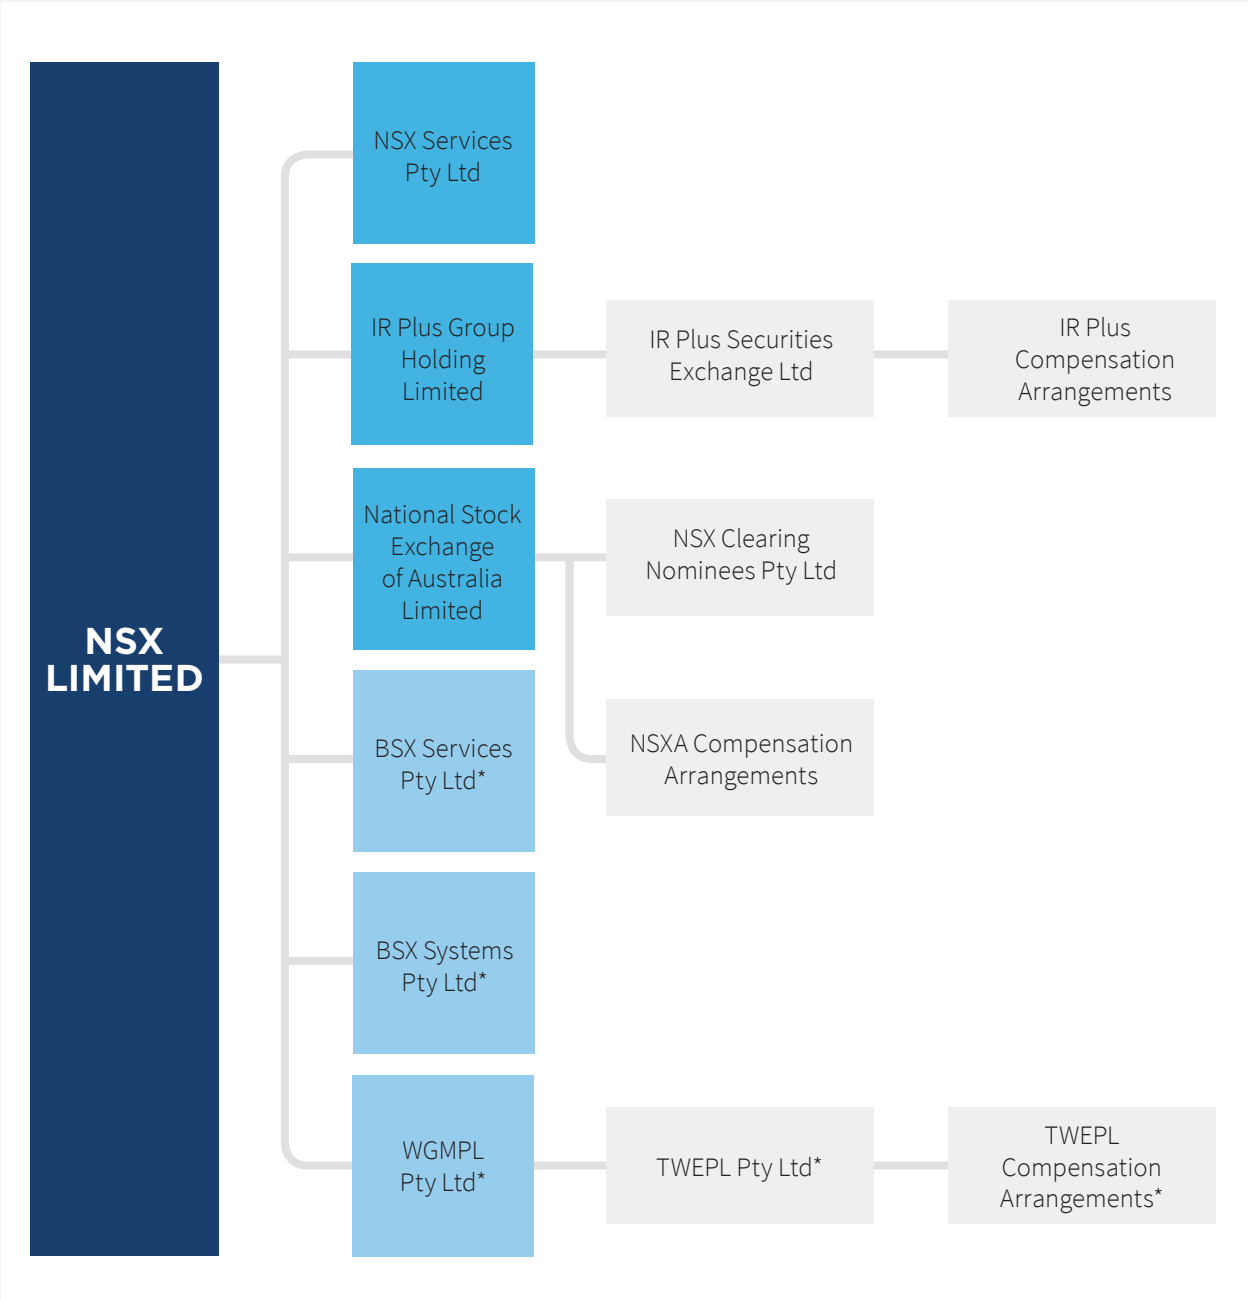 NSX
LIMITED
NSX Services
Pty Ltd
IR Plus Group
Holding
Limited
IR Plus Securities
Exchange Ltd
IR Plus
Compensation
Arrangements
National Stock
Exchange
of Australia
Limited
NSX Clearing
Nominees Pty Ltd
NSXA Compensation
Arrangements
BSX Services
Pty Ltd*
BSX Systems
Pty Ltd*
WGMPL
Pty Ltd*
TWEPL Pty Ltd*
TWEPL
Compensation
Arrangements*